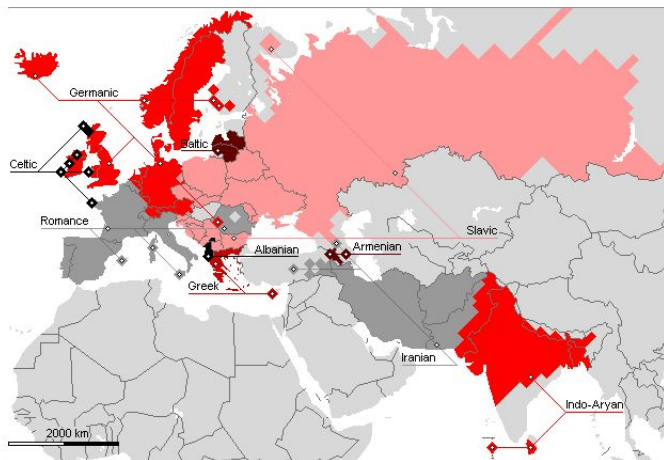 Germanic
Baltic
Celtic
Romance
Slavic
Albanian
Armenian
Greek
Iranian
Indo-Aryan
2000 km